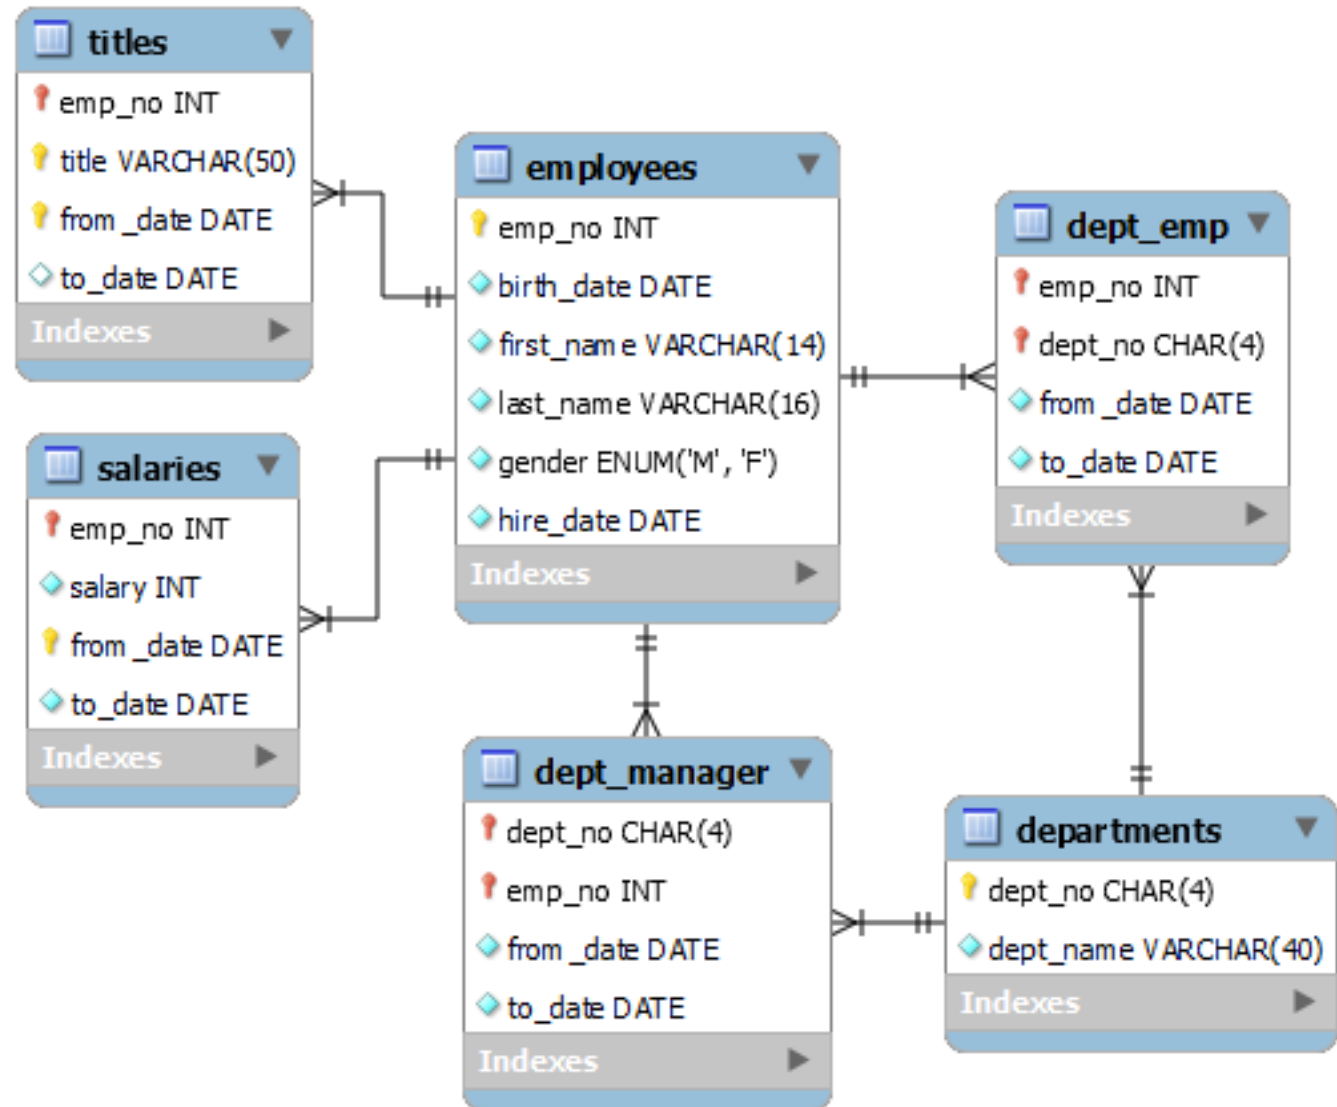 titles
emp_no INT
title VARCHAR(50)
from_date DATE
to_date DATE
Indexes
employees
emp_no INT
birth_date DATE
first_name VARCHAR(14)
last_name VARCHAR(16)
gender ENUM('M', 'F')
hire_date DATE
Indexes
dept_emp
emp_no INT
dept_no CHAR(4)
from_date DATE
to_date DATE
Indexes
salaries
emp_no INT
salary INT
from_date DATE
to_date DATE
Indexes
dept_manager
dept_no CHAR(4)
emp_no INT
from_date DATE
to_date DATE
Indexes
departments
dept_no CHAR(4)
dept_name VARCHAR(40)
Indexes